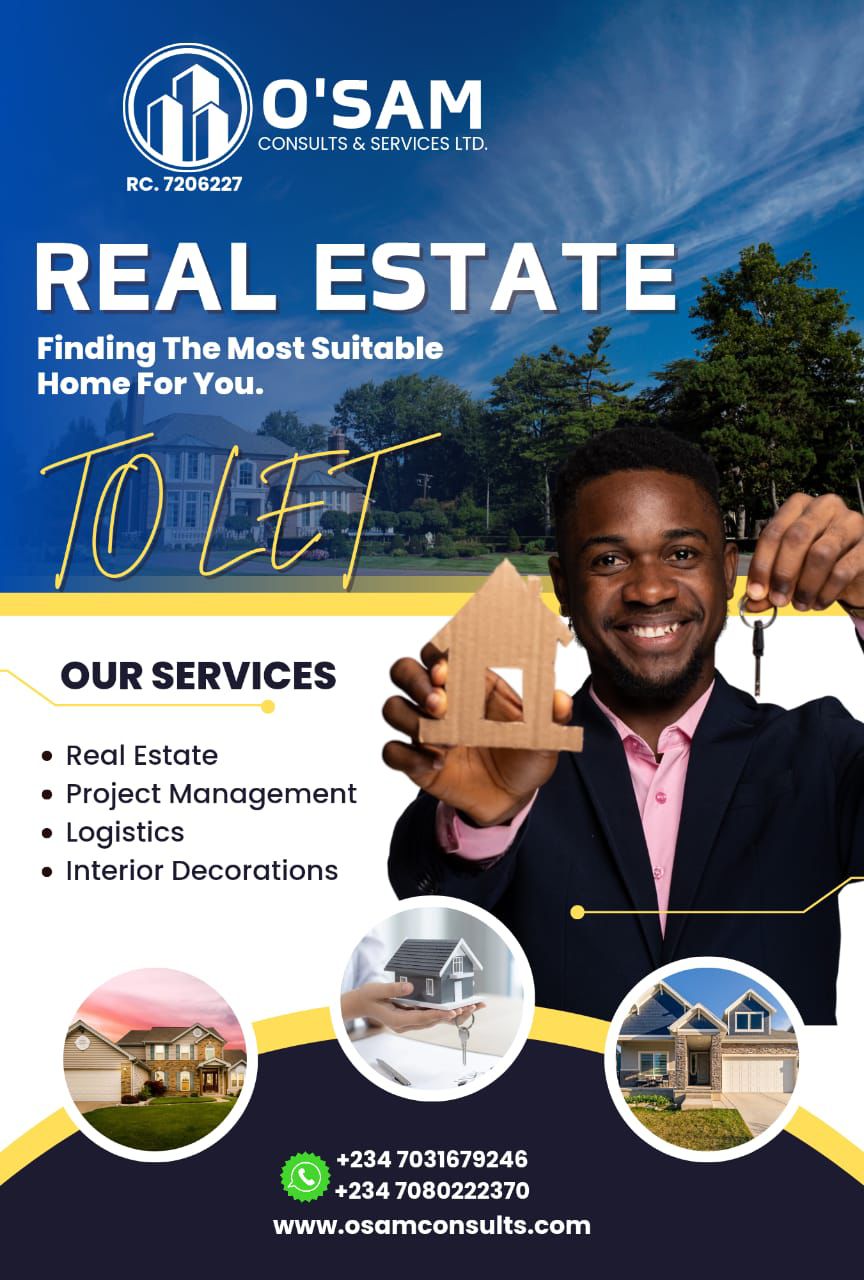 O'SAM
CONSULTS & SERVICES LTD.
RC. 7206227
REAL ESTATE
Finding The Most Suitable
Home For You.
TO LET
OUR SERVICES
• Real Estate
• Project Management
• Logistics
• Interior Decorations
+234 7031679246
+234 7080222370
www.osamconsults.com